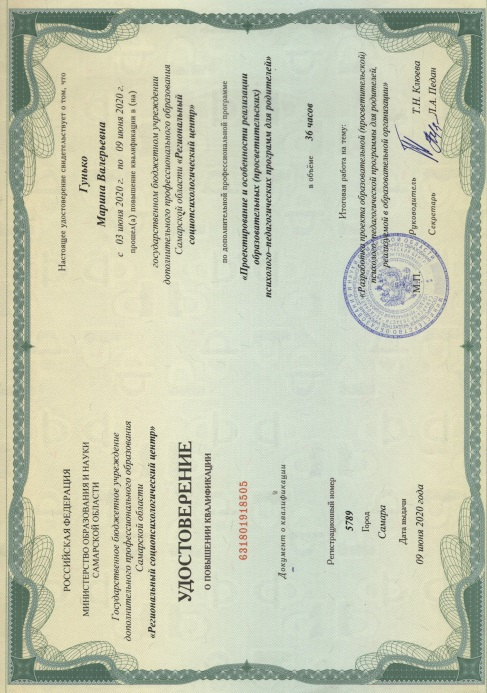 РОССИЙСКАЯ ФЕДЕРАЦИЯ
МИНИСТЕРСТВО ОБРАЗОВАНИЯ И НАУКИ
САМАРСКОЙ ОБЛАСТИ
Государственное бюджетное учреждение
дополнительного профессионального образования
Самарской области
«Региональный социопсихологический центр»
УДОСТОВЕРЕНИЕ
О ПОВЫШЕНИИ КВАЛИФИКАЦИИ
631801918505
Документ о квалификации
Регистрационный номер
5789
Город
Самара
Дата выдачи
09 июня 2020 года
Настоящее удостоверение свидетельствует о том, что
Гунько
Марина Валерьевна
с 03 июня 2020 г. по 09 июня 2020 г.
прошел(а) повышение квалификации в (на)
государственном бюджетном учреждении
дополнительного профессионального образования
Самарской области «Региональный
социопсихологический центр»
по дополнительной профессиональной программе
«Проектирование и особенности реализации
образовательных (просветительских)
психолого-педагогических программ для родителей»
в объёме 36 часов
Итоговая работа на тему:
«Разработка проекта образовательной (просветительской)
психолого-педагогической программы для родителей,
реализуемой в образовательной организации»
М.П. Руководитель Т.Н. Клюева
Секретарь Л.А. Педан